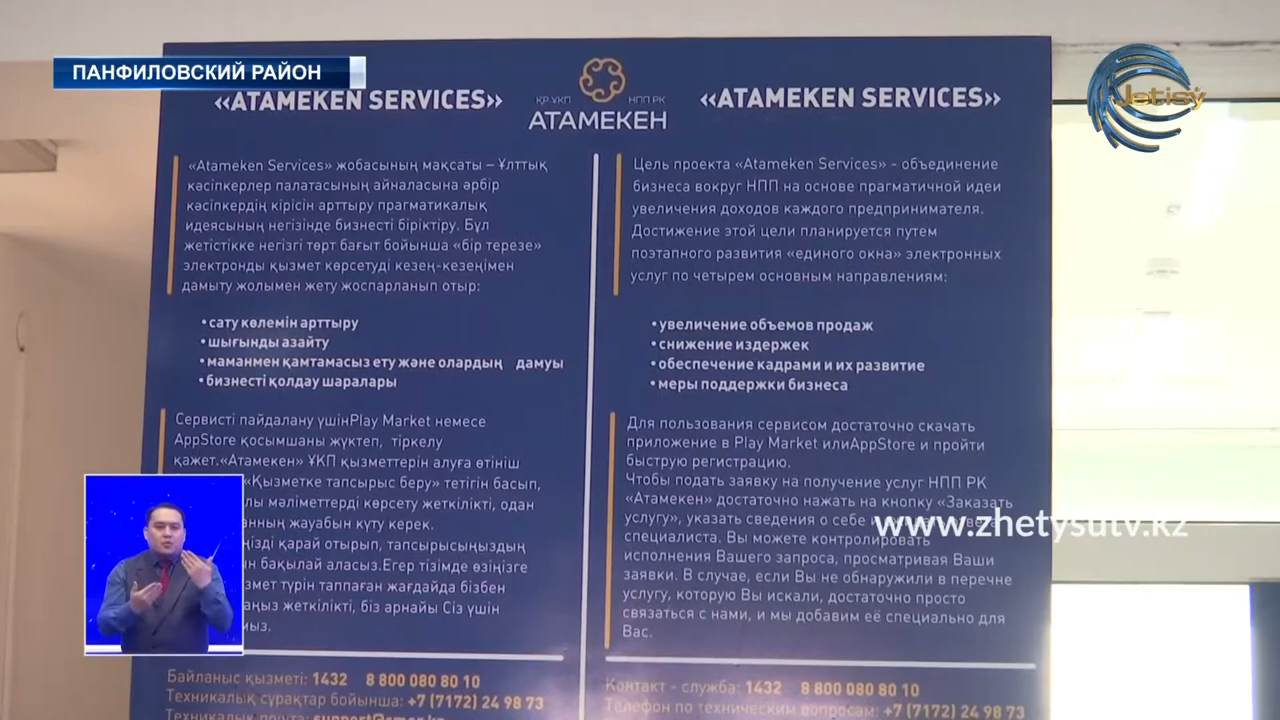 ПАНФИЛОВСКИЙ РАЙОН
Jetisý
«ATAMEKEN SERVICES»
ҚР ҰКП НПП РК
АТАМЕКЕН
«ATAMEKEN SERVICES»
«Atameken Services» жобасының мақсаты – Ұлттық
кәсіпкерлер палатасының айналасына әрбір
кәсіпкердің кірісін арттыру прагматикалық
идеясының негізінде бизнесті біріктіру. Бұл
жетістікке негізгі төрт бағыт бойынша «бір терезе»
электронды қызмет көрсетуді кезең-кезеңімен
дамыту жолымен жету жоспарланып отыр:
• сату көлемін арттыру
• шығынды азайту
• маманмен қамтамасыз ету және олардың дамуы
• бизнесті қолдау шаралары
Сервисті пайдалану үшінPlay Market немесе
AppStore қосымшаны жүктеп, тіркелу
қажет.«Атамекен» ҰКП қызметтерін алуға өтініш
«Қызметке тапсырыс беру» тетігін басып,
мәліметтерді көрсету жеткілікті, одан
жауабын күту керек.
қарай отырып, тапсырысыңыздың
бақылай аласыз.Егер тізімде өзіңізге
түрін таппаған жағдайда бізбен
жеткілікті, біз арнайы Сіз үшін
Байланыс қызметі: 1432 8 800 080 80 10
Техникалық сұрақтар бойынша: +7 (7172) 24 98 73
Техникалық пошта:
Цель проекта «Atameken Services» - объединение
бизнеса вокруг НПП на основе прагматичной идеи
увеличения доходов каждого предпринимателя.
Достижение этой цели планируется путем
поэтапного развития «единого окна» электронных
услуг по четырем основным направлениям:
• увеличение объемов продаж
• снижение издержек
• обеспечение кадрами и их развитие
• меры поддержки бизнеса
Для пользования сервисом достаточно скачать
приложение в Play Market илиAppStore и пройти
быструю регистрацию.
Чтобы подать заявку на получение услуг НПП РК
«Атамекен» достаточно нажать на кнопку «Заказать
услугу», указать сведения о себе
специалиста. Вы можете контролировать
исполнения Вашего запроса, просматривая Ваши
заявки. В случае, если Вы не обнаружили в перечне
услугу, которую Вы искали, достаточно просто
связаться с нами, и мы добавим её специально для
Вас.
Контакт - служба: 1432 8 800 080 80 10
Телефон по техническим вопросам: +7 (7172) 24 98 73
www.zhetysutv.kz